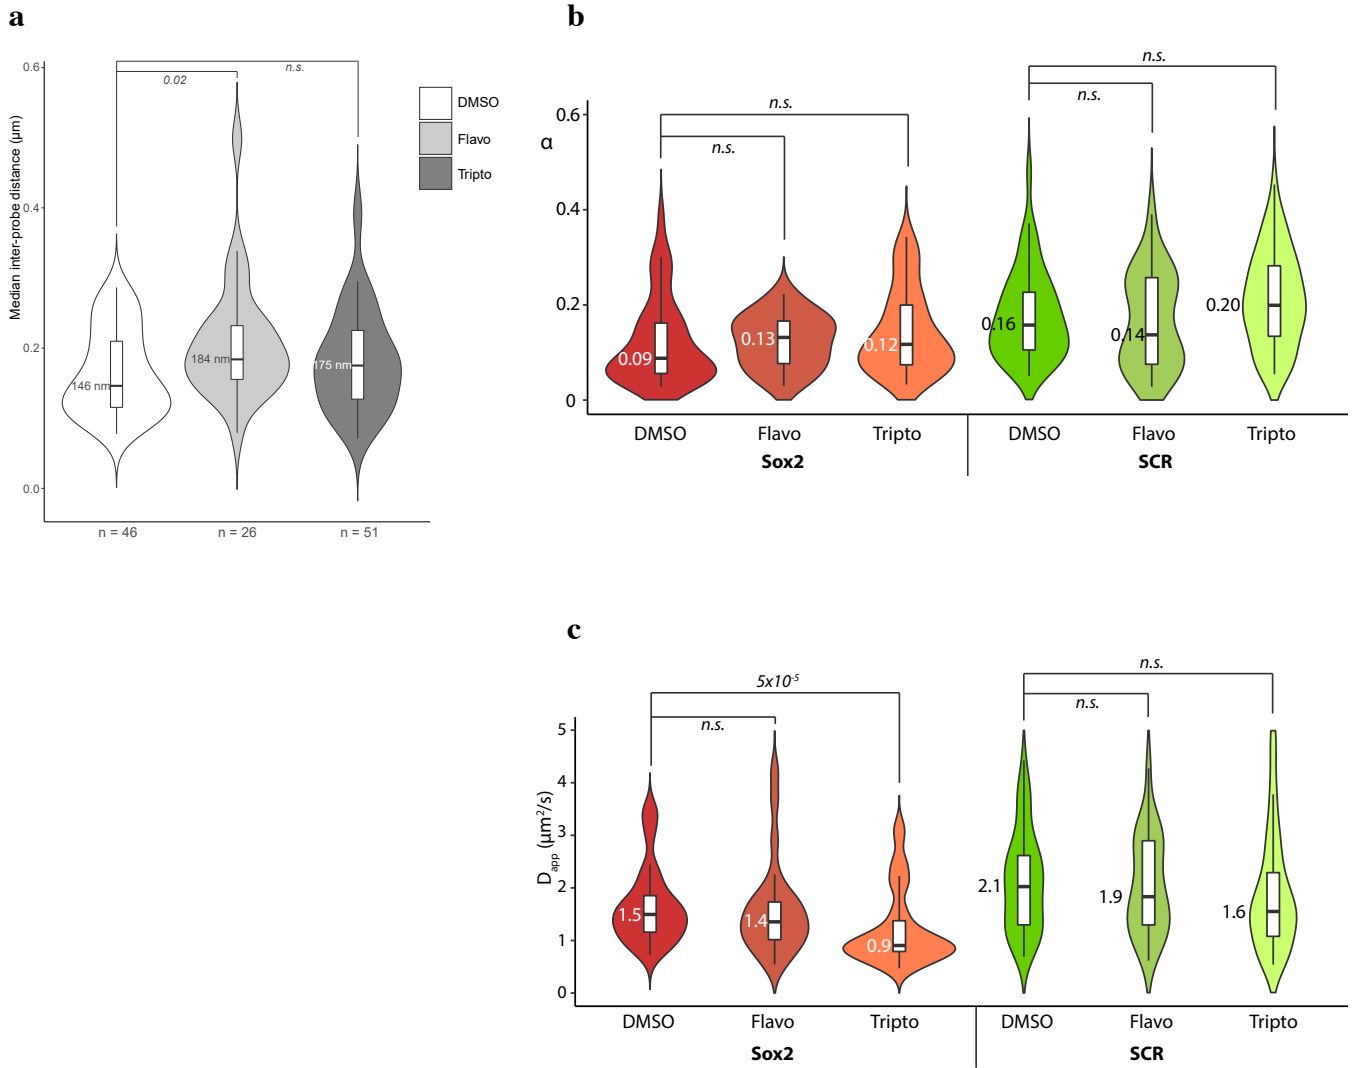 a
Median inter-probe distance (µm)
0.6
0.4
0.2
0.0
0.02
n.s.
146 nm
184 nm
175 nm
n = 46
n = 26
n = 51
DMSO
Flavo
Tripto
b
α
0.6
0.4
0.2
0
n.s.
n.s.
n.s.
n.s.
0.09
0.13
0.12
0.16
0.14
0.20
DMSO Flavo Tripto DMSO Flavo Tripto
Sox2 SCR
c
D app (µm²/s)
5
4
3
2
1
0
5x10⁻⁵
n.s.
n.s.
n.s.
1.5
1.4
0.9
2.1
1.9
1.6
DMSO Flavo Tripto DMSO Flavo Tripto
Sox2 SCR